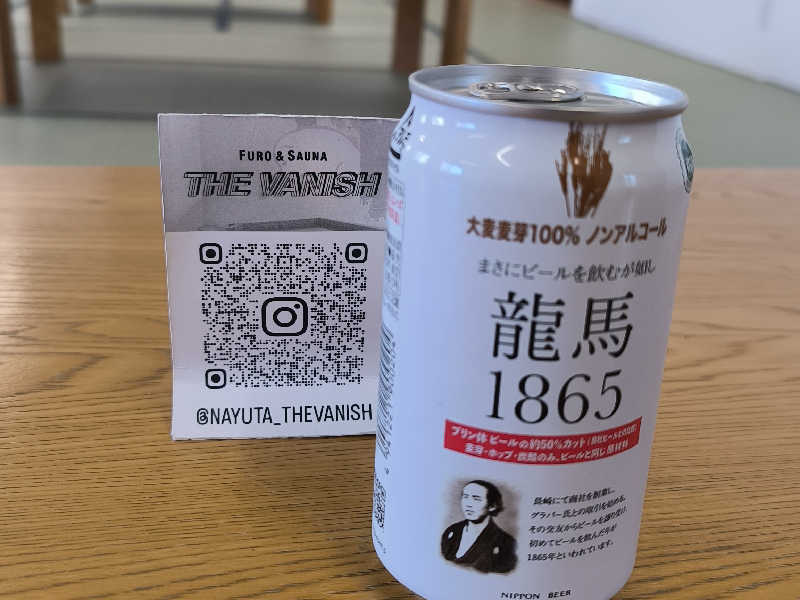 FURO & SAUNA
THE VANISH
@NAYUTA_THEVANISH
大麦麦芽100% ノンアルコール
まさにビールを飲むが如し
龍馬
1865
プリン体 ビールの約50%カット
麦芽・ホップ・炭酸のみ。ビールと同じ原材料
長崎にて商社を創業し、
グラバー氏との取引を始める。
その交友からビールを譲り受け、
初めてビールを飲んだのが
1865年といわれています。
NIPPON BEER